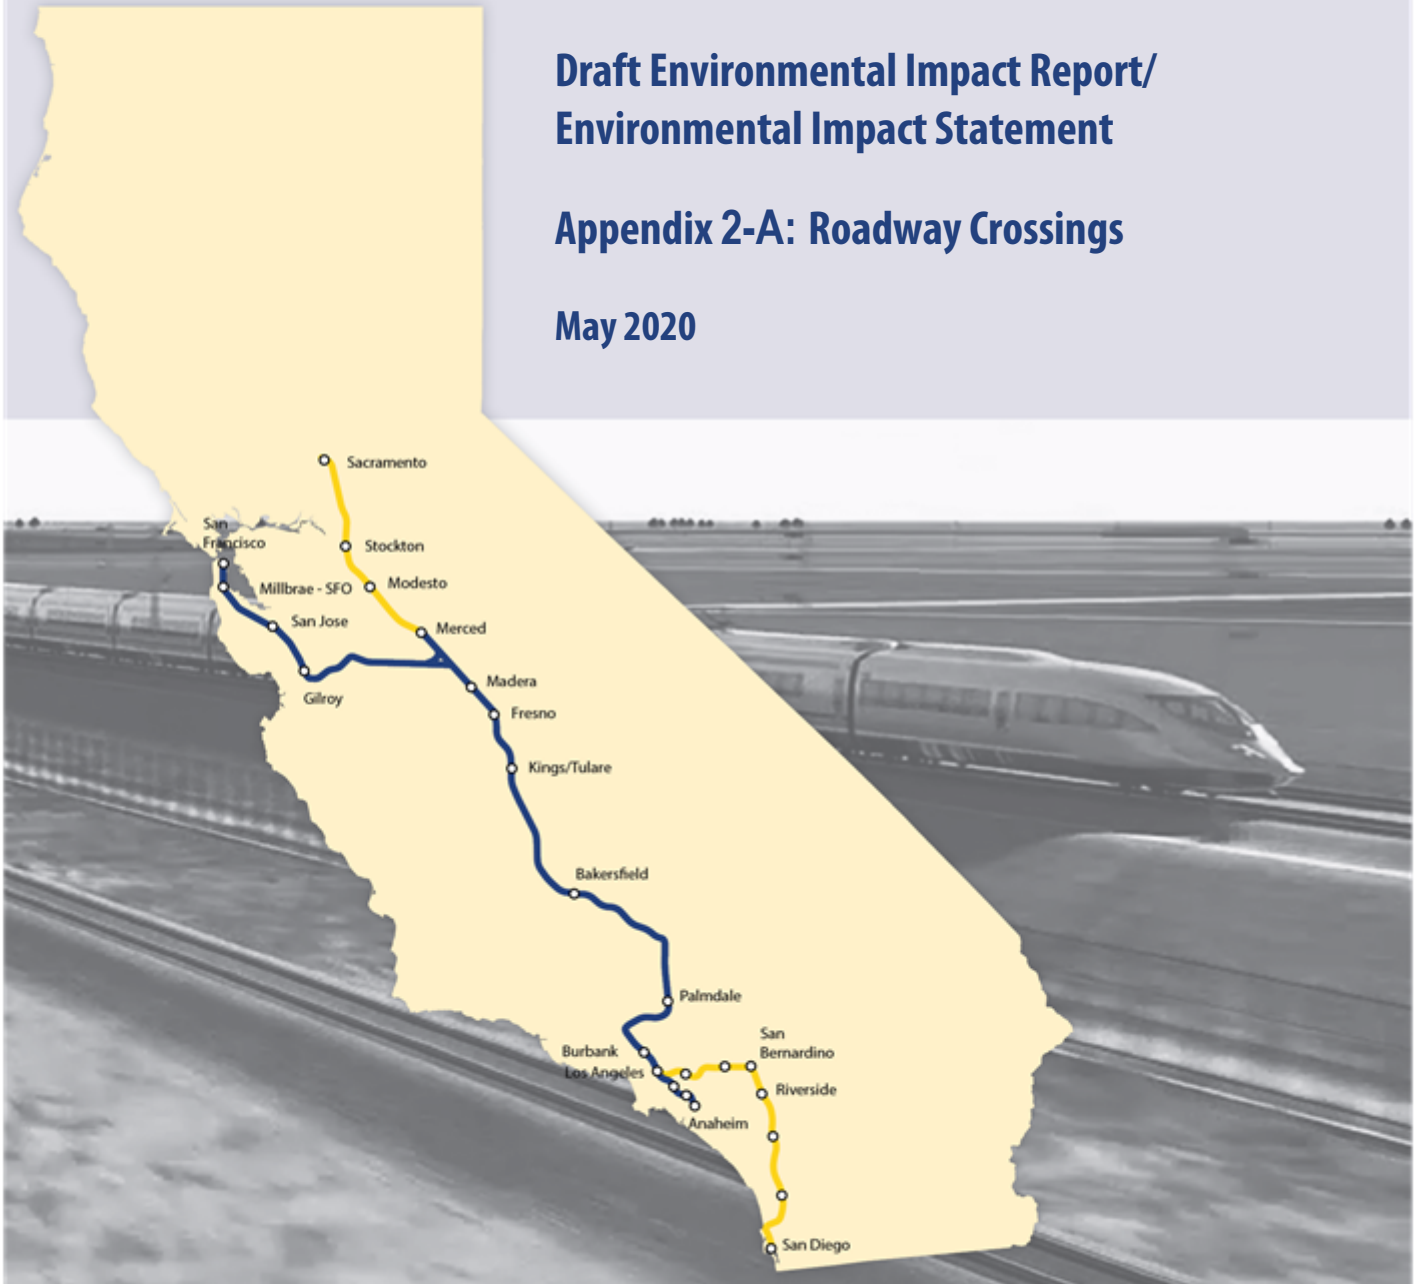 Draft Environmental Impact Report/
Environmental Impact Statement
Appendix 2-A: Roadway Crossings
May 2020
Sacramento
San
Francisco
Stockton
Modesto
Millbrae - SFO
San Jose
Merced
Gilroy
Madera
Fresno
Kings/Tulare
Bakersfield
Palmdale
San
Bernardino
Burbank
Los Angeles
Riverside
Anaheim
San Diego